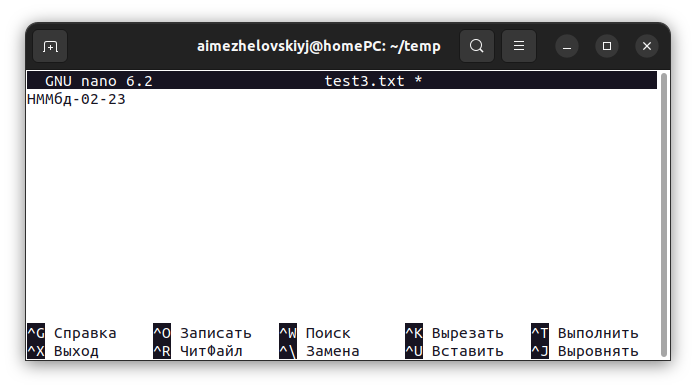 aimezhelovskiyj@homePC: ~/temp
GNU nano 6.2 test3.txt *
НММбд-02-23
^G Справка ^O Записать ^W Поиск ^K Вырезать ^T Выполнить
^X Выход ^R ЧитФайл ^\ Замена ^U Вставить ^J Выровнять